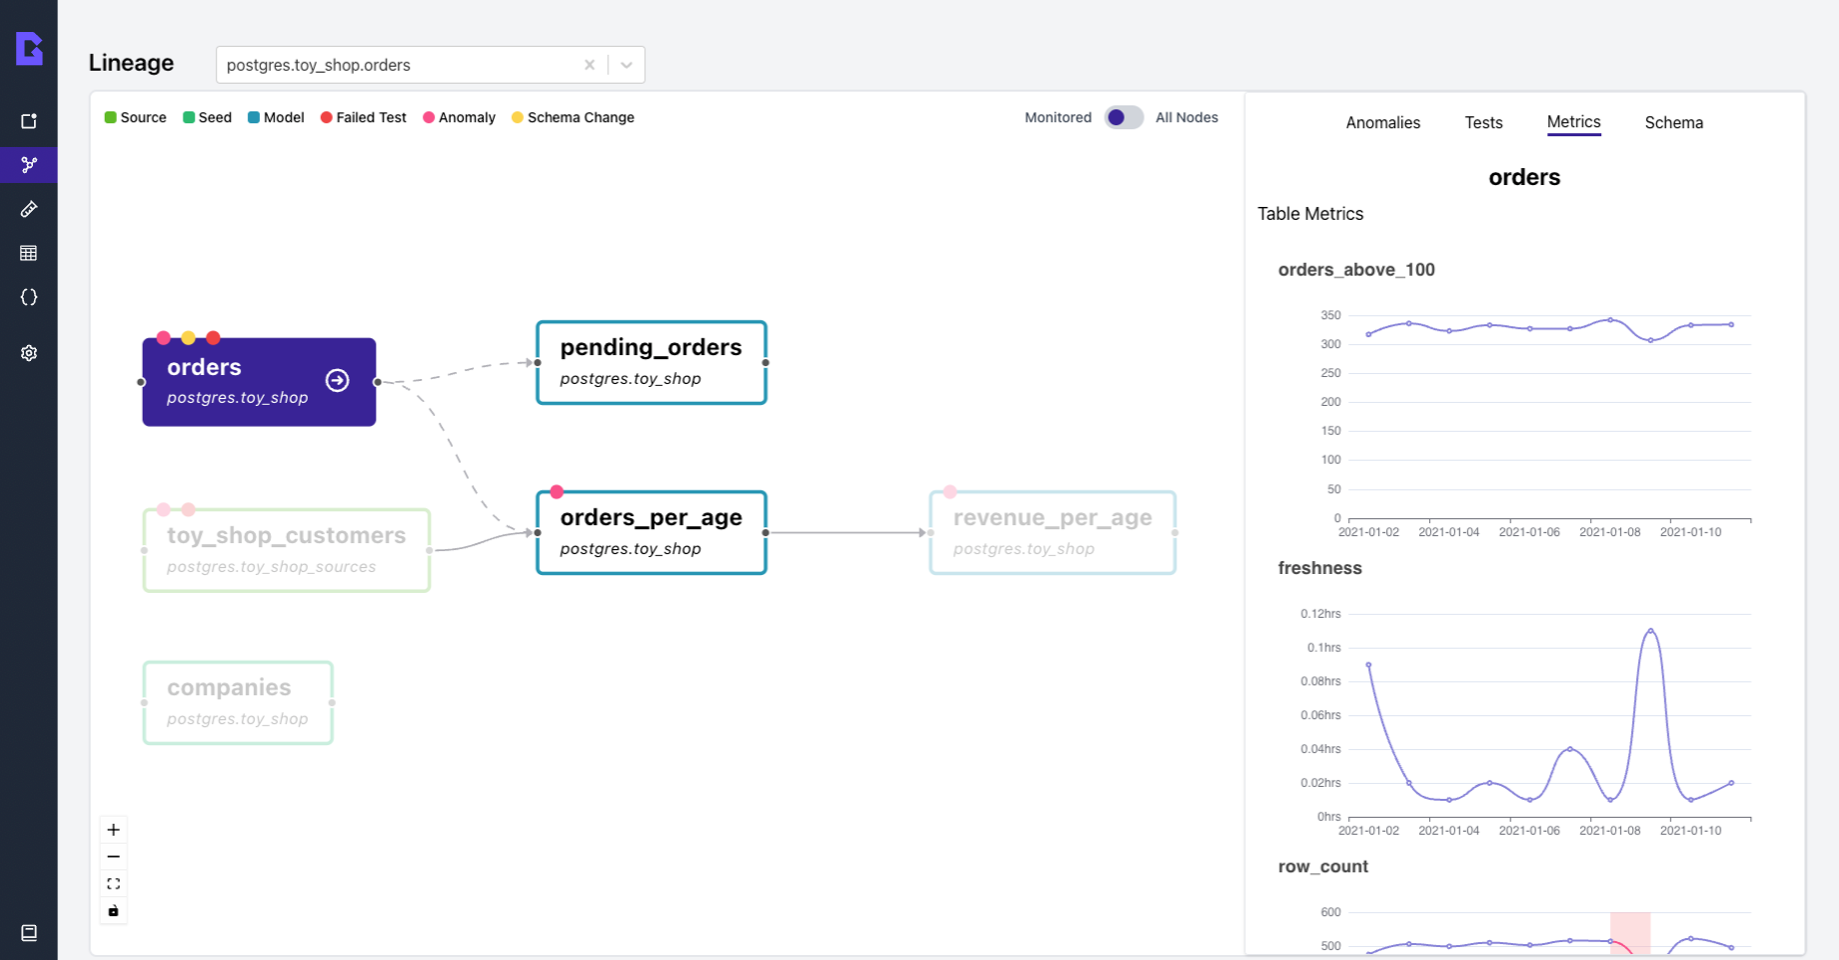 Lineage
postgres.toy_shop.orders
Source Seed Model Failed Test Anomaly Schema Change
Monitored All Nodes
orders
postgres.toy_shop
pending_orders
postgres.toy_shop
toy_shop_customers
postgres.toy_shop_sources
orders_per_age
postgres.toy_shop
revenue_per_age
postgres.toy_shop
companies
postgres.toy_shop
Anomalies Tests Metrics Schema
orders
Table Metrics
orders_above_100
350
300
250
200
150
100
50
0
2021-01-02 2021-01-04 2021-01-06 2021-01-08 2021-01-10
freshness
0.12hrs
0.1hrs
0.08hrs
0.06hrs
0.04hrs
0.02hrs
0hrs
2021-01-02 2021-01-04 2021-01-06 2021-01-08 2021-01-10
row_count
600
500